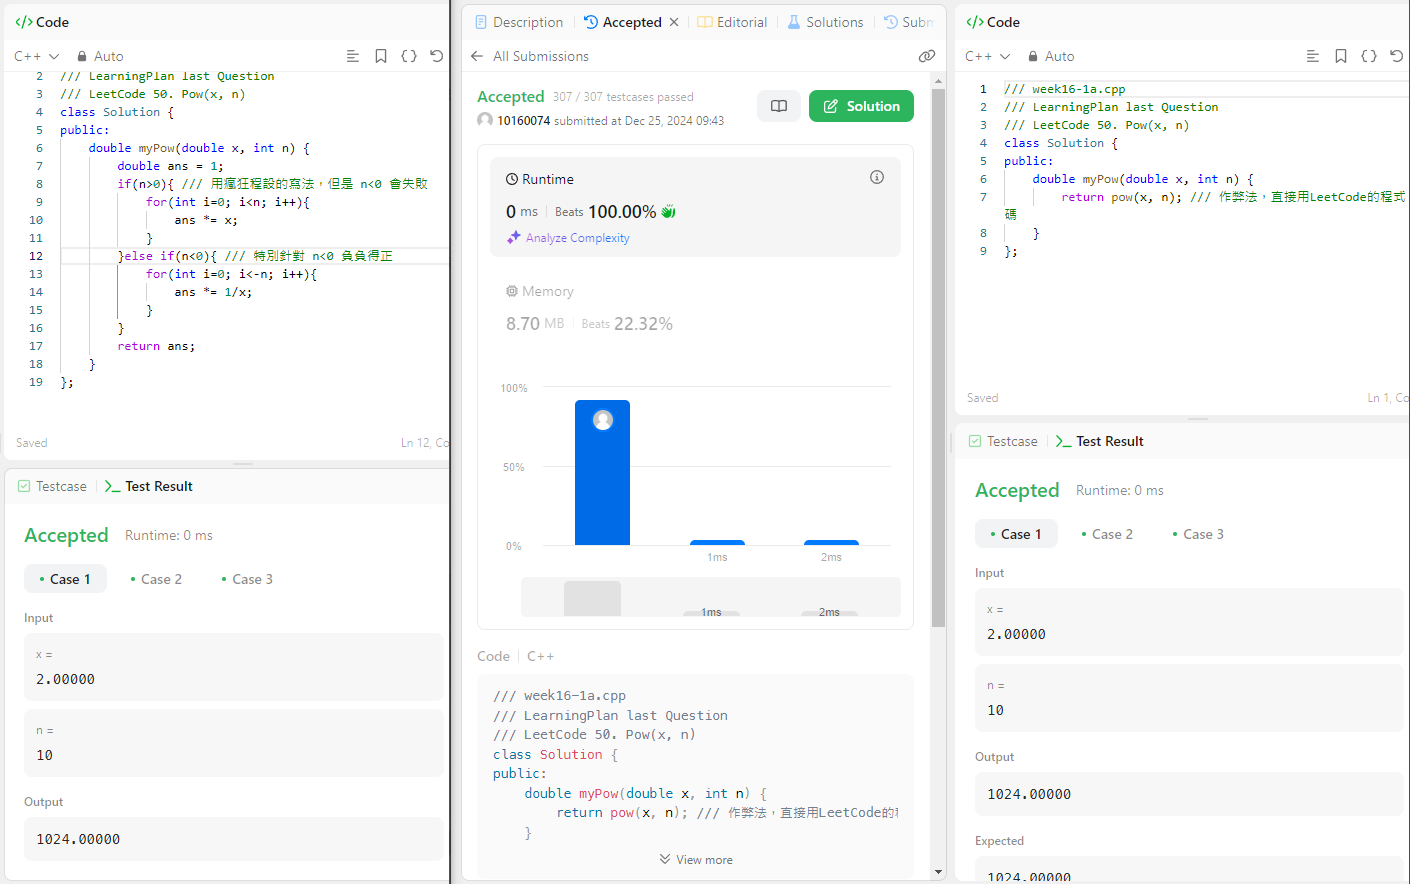 Code
C++
Auto
2 /// LearningPlan last Question
3 /// LeetCode 50. Pow(x, n)
4 class Solution {
5 public:
6 double myPow(double x, int n) {
7 double ans = 1;
8 if(n>0){ /// 用瘋狂程設的寫法，但是 n<0 會失敗
9 for(int i=0; i<n; i++){
10 ans *= x;
11 }
12 }else if(n<0){ /// 特別針對 n<0 負負得正
13 for(int i=0; i<-n; i++){
14 ans *= 1/x;
15 }
16 }
17 return ans;
18 }
19 };
Saved
Ln 12, Co
Testcase
Test Result
Accepted Runtime: 0 ms
Case 1 Case 2 Case 3
Input
x =
2.00000
n =
10
Output
1024.00000
Description Accepted Editorial Solutions Subm
All Submissions
Accepted 307 / 307 testcases passed
10160074 submitted at Dec 25, 2024 09:43
Solution
Runtime
0 ms Beats 100.00%
Analyze Complexity
Memory
8.70 MB Beats 22.32%
100%
50%
0%
1ms 2ms
1ms 2ms
Code C++
/// week16-1a.cpp
/// LearningPlan last Question
/// LeetCode 50. Pow(x, n)
class Solution {
public:
double myPow(double x, int n) {
return pow(x, n); /// 作弊法，直接用LeetCode的程
}
View more
Code
C++
Auto
1 /// week16-1a.cpp
2 /// LearningPlan last Question
3 /// LeetCode 50. Pow(x, n)
4 class Solution {
5 public:
6 double myPow(double x, int n) {
7 return pow(x, n); /// 作弊法，直接用LeetCode的程式
碼
8 }
9 };
Saved
Ln 1, Co
Testcase
Test Result
Accepted Runtime: 0 ms
Case 1 Case 2 Case 3
Input
x =
2.00000
n =
10
Output
1024.00000
Expected
1024.00000